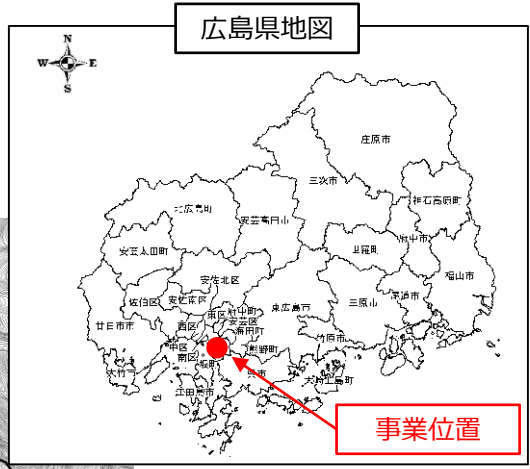 広島県地図
N
W E
S
庄原市
三次市
神石高原町
北広島町
安芸高田市
府中市
世羅町
安芸太田町
福山市
安佐北区
尾道市
佐伯区
安佐南区
東広島市
三原市
府中町
東区
安芸区
廿日市市
西区
海田町
竹原市
中区
熊野町
南区
坂町
大竹市
呉市
大崎上島町
江田島市
事業位置